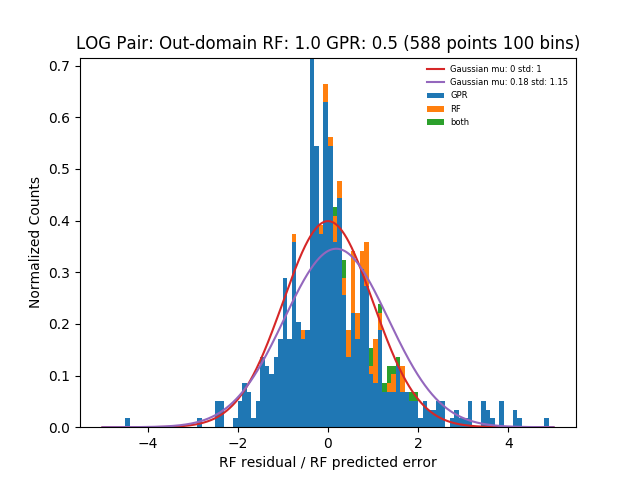 LOG Pair: Out-domain RF: 1.0 GPR: 0.5 (588 points 100 bins)
Gaussian mu: 0 std: 1
Gaussian mu: 0.18 std: 1.15
GPR
RF
both
Normalized Counts
0.7
0.6
0.5
0.4
0.3
0.2
0.1
0.0
−4
−2
0
2
4
RF residual / RF predicted error